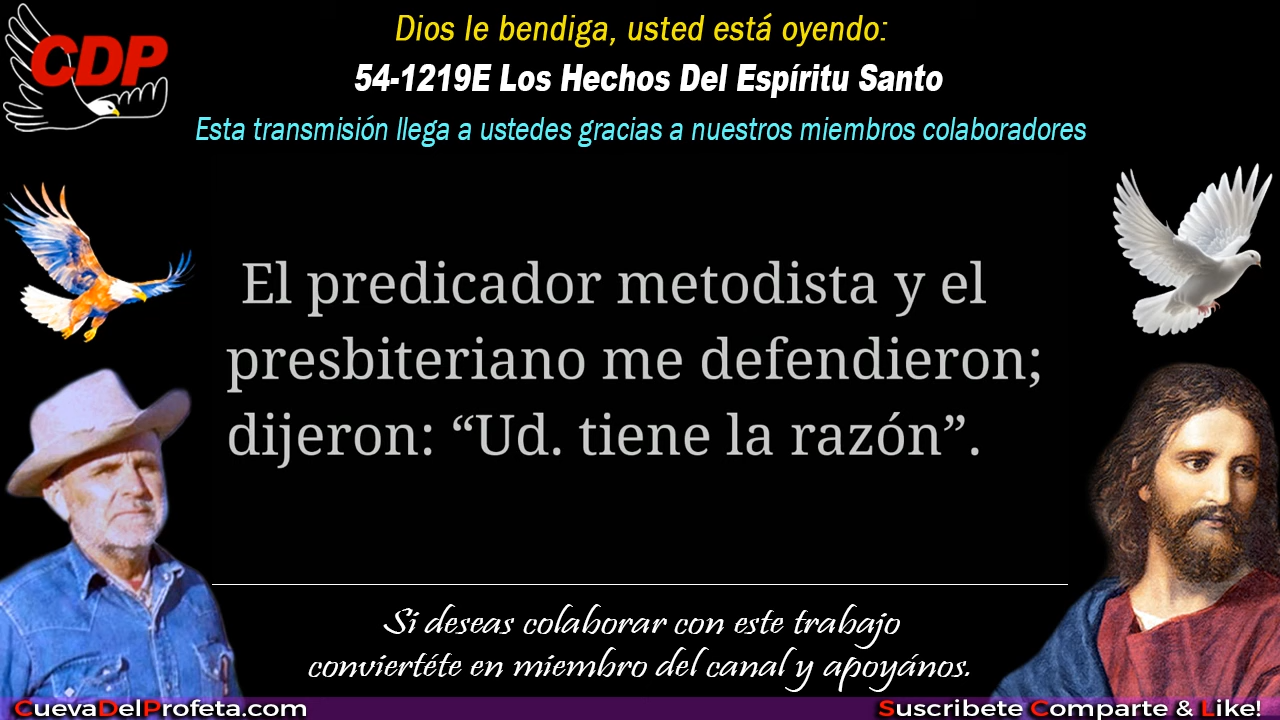 CDP
Dios le bendiga, usted está oyendo:
54-1219E Los Hechos Del Espíritu Santo
Esta transmisión llega a ustedes gracias a nuestros miembros colaboradores
El predicador metodista y el
presbiteriano me defendieron;
dijeron: “Ud. tiene la razón”.
Si deseas colaborar con este trabajo
conviertéte en miembro del canal y apoyános.
CuevaDelProfeta.com
Suscribete Comparte & Like!